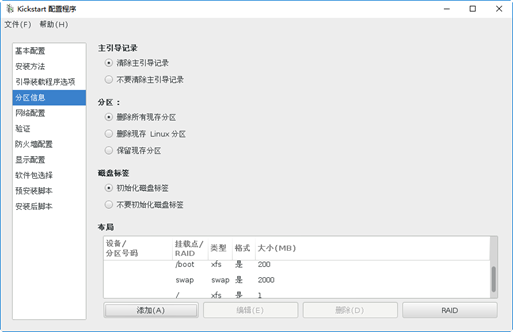 Kickstart 配置程序
文件(F) 帮助(H)
基本配置
安装方法
引导装载程序选项
分区信息
网络配置
验证
防火墙配置
显示配置
软件包选择
预安装脚本
安装后脚本
主引导记录
清除主引导记录
不要清除主引导记录
分区：
删除所有现存分区
删除现存 Linux 分区
保留现存分区
磁盘标签
初始化磁盘标签
不要初始化磁盘标签
布局
设备/ 挂载点/ 类型 格式 大小(MB)
分区号码 RAID
/boot xfs 是 200
swap swap 是 2000
/ xfs 是 1
添加(A) 编辑(E) 删除(D) RAID